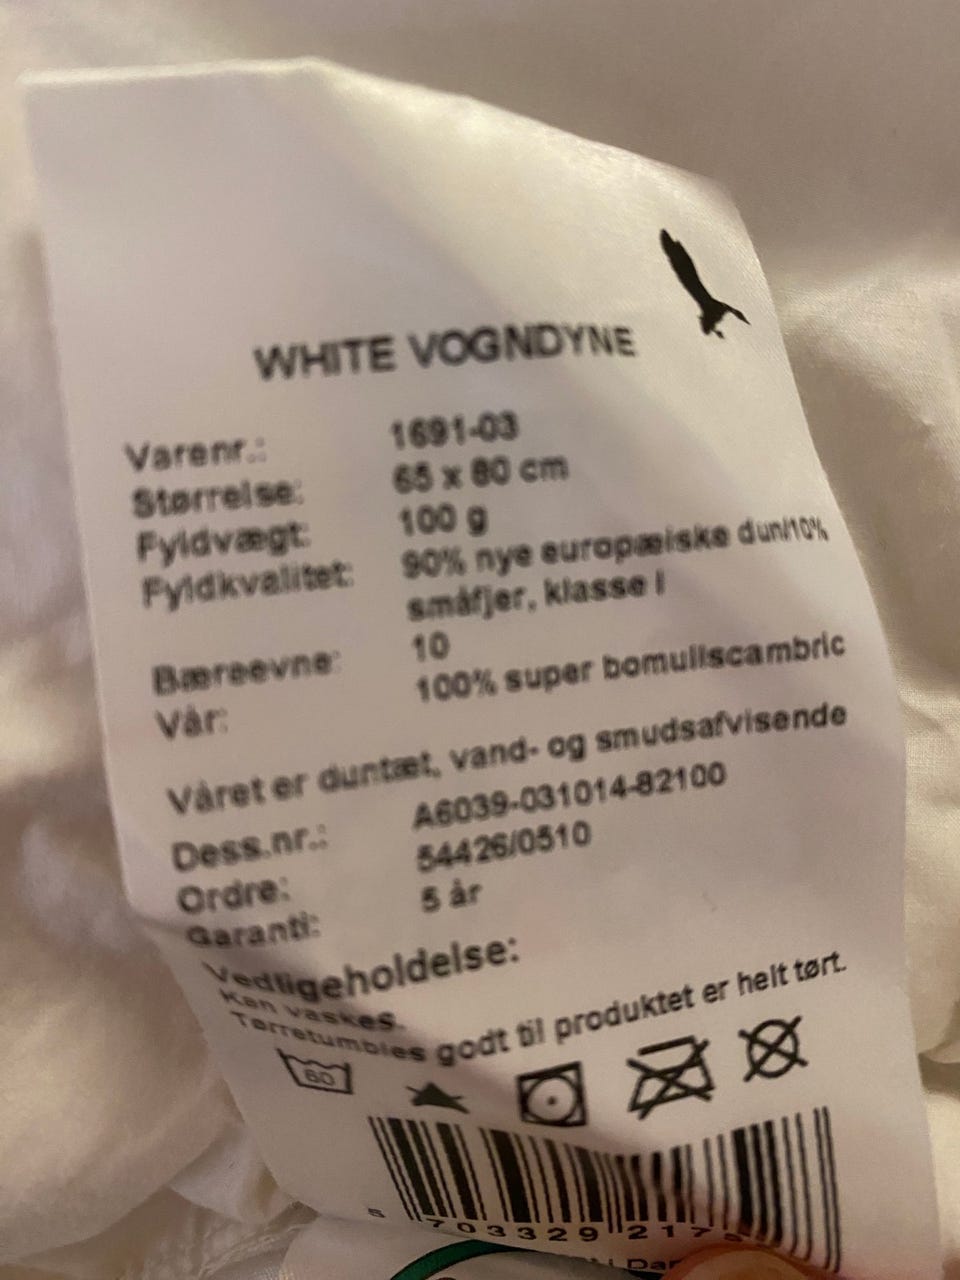 WHITE VOGNDYNE
Varenr.: 1691-03
Størrelse: 65 x 80 cm
Fyldvægt: 100 g
Fyldkvalitet: 90% nye europæiske dun/10%
småfjer, klasse I
Bæreevne: 10
Vår: 100% super bomullscambric
Våret er duntæt, vand- og smudsafvisende
Dess.nr.: A6039-031014-82100
Ordre: 54426/0510
Garanti: 5 år
Vedligeholdelse:
Kan vaskes.
Tørretumbles godt til produktet er helt tørt.
60
5 703329 217